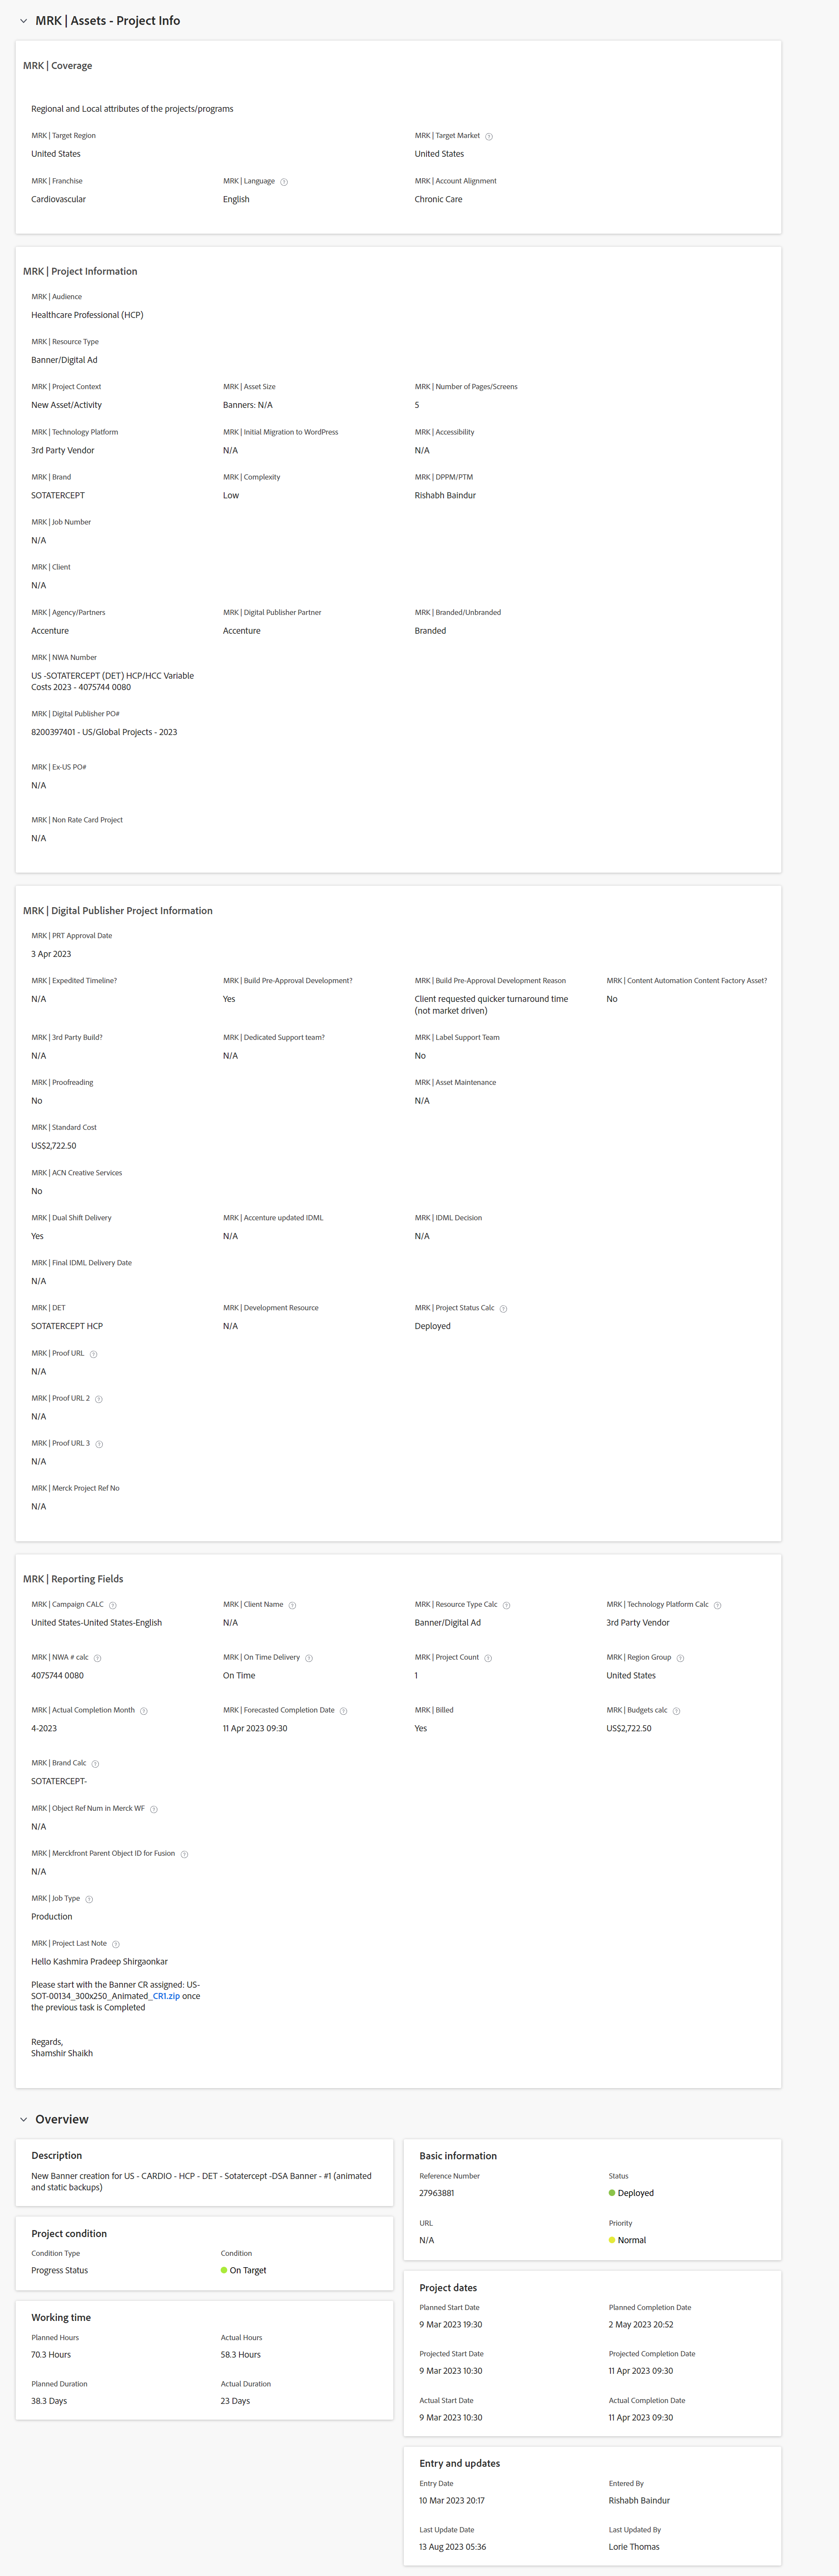 MRK | Assets - Project Info
MRK | Coverage
Regional and Local attributes of the projects/programs
MRK | Target Region
MRK | Target Market
United States
United States
MRK | Franchise
MRK | Language
MRK | Account Alignment
Cardiovascular
English
Chronic Care
MRK | Project Information
MRK | Audience
Healthcare Professional (HCP)
MRK | Resource Type
Banner/Digital Ad
MRK | Project Context
MRK | Asset Size
MRK | Number of Pages/Screens
New Asset/Activity
Banners: N/A
5
MRK | Technology Platform
MRK | Initial Migration to WordPress
MRK | Accessibility
3rd Party Vendor
N/A
N/A
MRK | Brand
MRK | Complexity
MRK | DPPM/PTM
SOTATERCEPT
Low
Rishabh Baindur
MRK | Job Number
N/A
MRK | Client
N/A
MRK | Agency/Partners
MRK | Digital Publisher Partner
MRK | Branded/Unbranded
Accenture
Accenture
Branded
MRK | NWA Number
US -SOTATERCEPT (DET) HCP/HCC Variable
Costs 2023 - 4075744 0080
MRK | Digital Publisher PO#
8200397401 - US/Global Projects - 2023
MRK | Ex-US PO#
N/A
MRK | Non Rate Card Project
N/A
MRK | Digital Publisher Project Information
MRK | PRT Approval Date
3 Apr 2023
MRK | Expedited Timeline?
MRK | Build Pre-Approval Development?
MRK | Build Pre-Approval Development Reason
MRK | Content Automation Content Factory Asset?
N/A
Yes
Client requested quicker turnaround time
(not market driven)
No
MRK | 3rd Party Build?
MRK | Dedicated Support team?
MRK | Label Support Team
N/A
N/A
No
MRK | Proofreading
MRK | Asset Maintenance
No
N/A
MRK | Standard Cost
US$2,722.50
MRK | ACN Creative Services
No
MRK | Dual Shift Delivery
MRK | Accenture updated IDML
MRK | IDML Decision
Yes
N/A
N/A
MRK | Final IDML Delivery Date
N/A
MRK | DET
MRK | Development Resource
MRK | Project Status Calc
SOTATERCEPT HCP
N/A
Deployed
MRK | Proof URL
N/A
MRK | Proof URL 2
N/A
MRK | Proof URL 3
N/A
MRK | Merck Project Ref No
N/A
MRK | Reporting Fields
MRK | Campaign CALC
MRK | Client Name
MRK | Resource Type Calc
MRK | Technology Platform Calc
United States-United States-English
N/A
Banner/Digital Ad
3rd Party Vendor
MRK | NWA # calc
MRK | On Time Delivery
MRK | Project Count
MRK | Region Group
4075744 0080
On Time
1
United States
MRK | Actual Completion Month
MRK | Forecasted Completion Date
MRK | Billed
MRK | Budgets calc
4-2023
11 Apr 2023 09:30
Yes
US$2,722.50
MRK | Brand Calc
SOTATERCEPT-
MRK | Object Ref Num in Merck WF
N/A
MRK | Merckfront Parent Object ID for Fusion
N/A
MRK | Job Type
Production
MRK | Project Last Note
Hello Kashmira Pradeep Shirgaonkar
Please start with the Banner CR assigned: US-
SOT-00134_300x250_Animated_CR1.zip once
the previous task is Completed
Regards,
Shamshir Shaikh
Overview
Description
New Banner creation for US - CARDIO - HCP - DET - Sotatercept -DSA Banner - #1 (animated
and static backups)
Project condition
Condition Type
Condition
Progress Status
On Target
Working time
Planned Hours
Actual Hours
70.3 Hours
58.3 Hours
Planned Duration
Actual Duration
38.3 Days
23 Days
Basic information
Reference Number
Status
27963881
Deployed
URL
Priority
N/A
Normal
Project dates
Planned Start Date
Planned Completion Date
9 Mar 2023 19:30
2 May 2023 20:52
Projected Start Date
Projected Completion Date
9 Mar 2023 10:30
11 Apr 2023 09:30
Actual Start Date
Actual Completion Date
9 Mar 2023 10:30
11 Apr 2023 09:30
Entry and updates
Entry Date
Entered By
10 Mar 2023 20:17
Rishabh Baindur
Last Update Date
Last Updated By
13 Aug 2023 05:36
Lorie Thomas